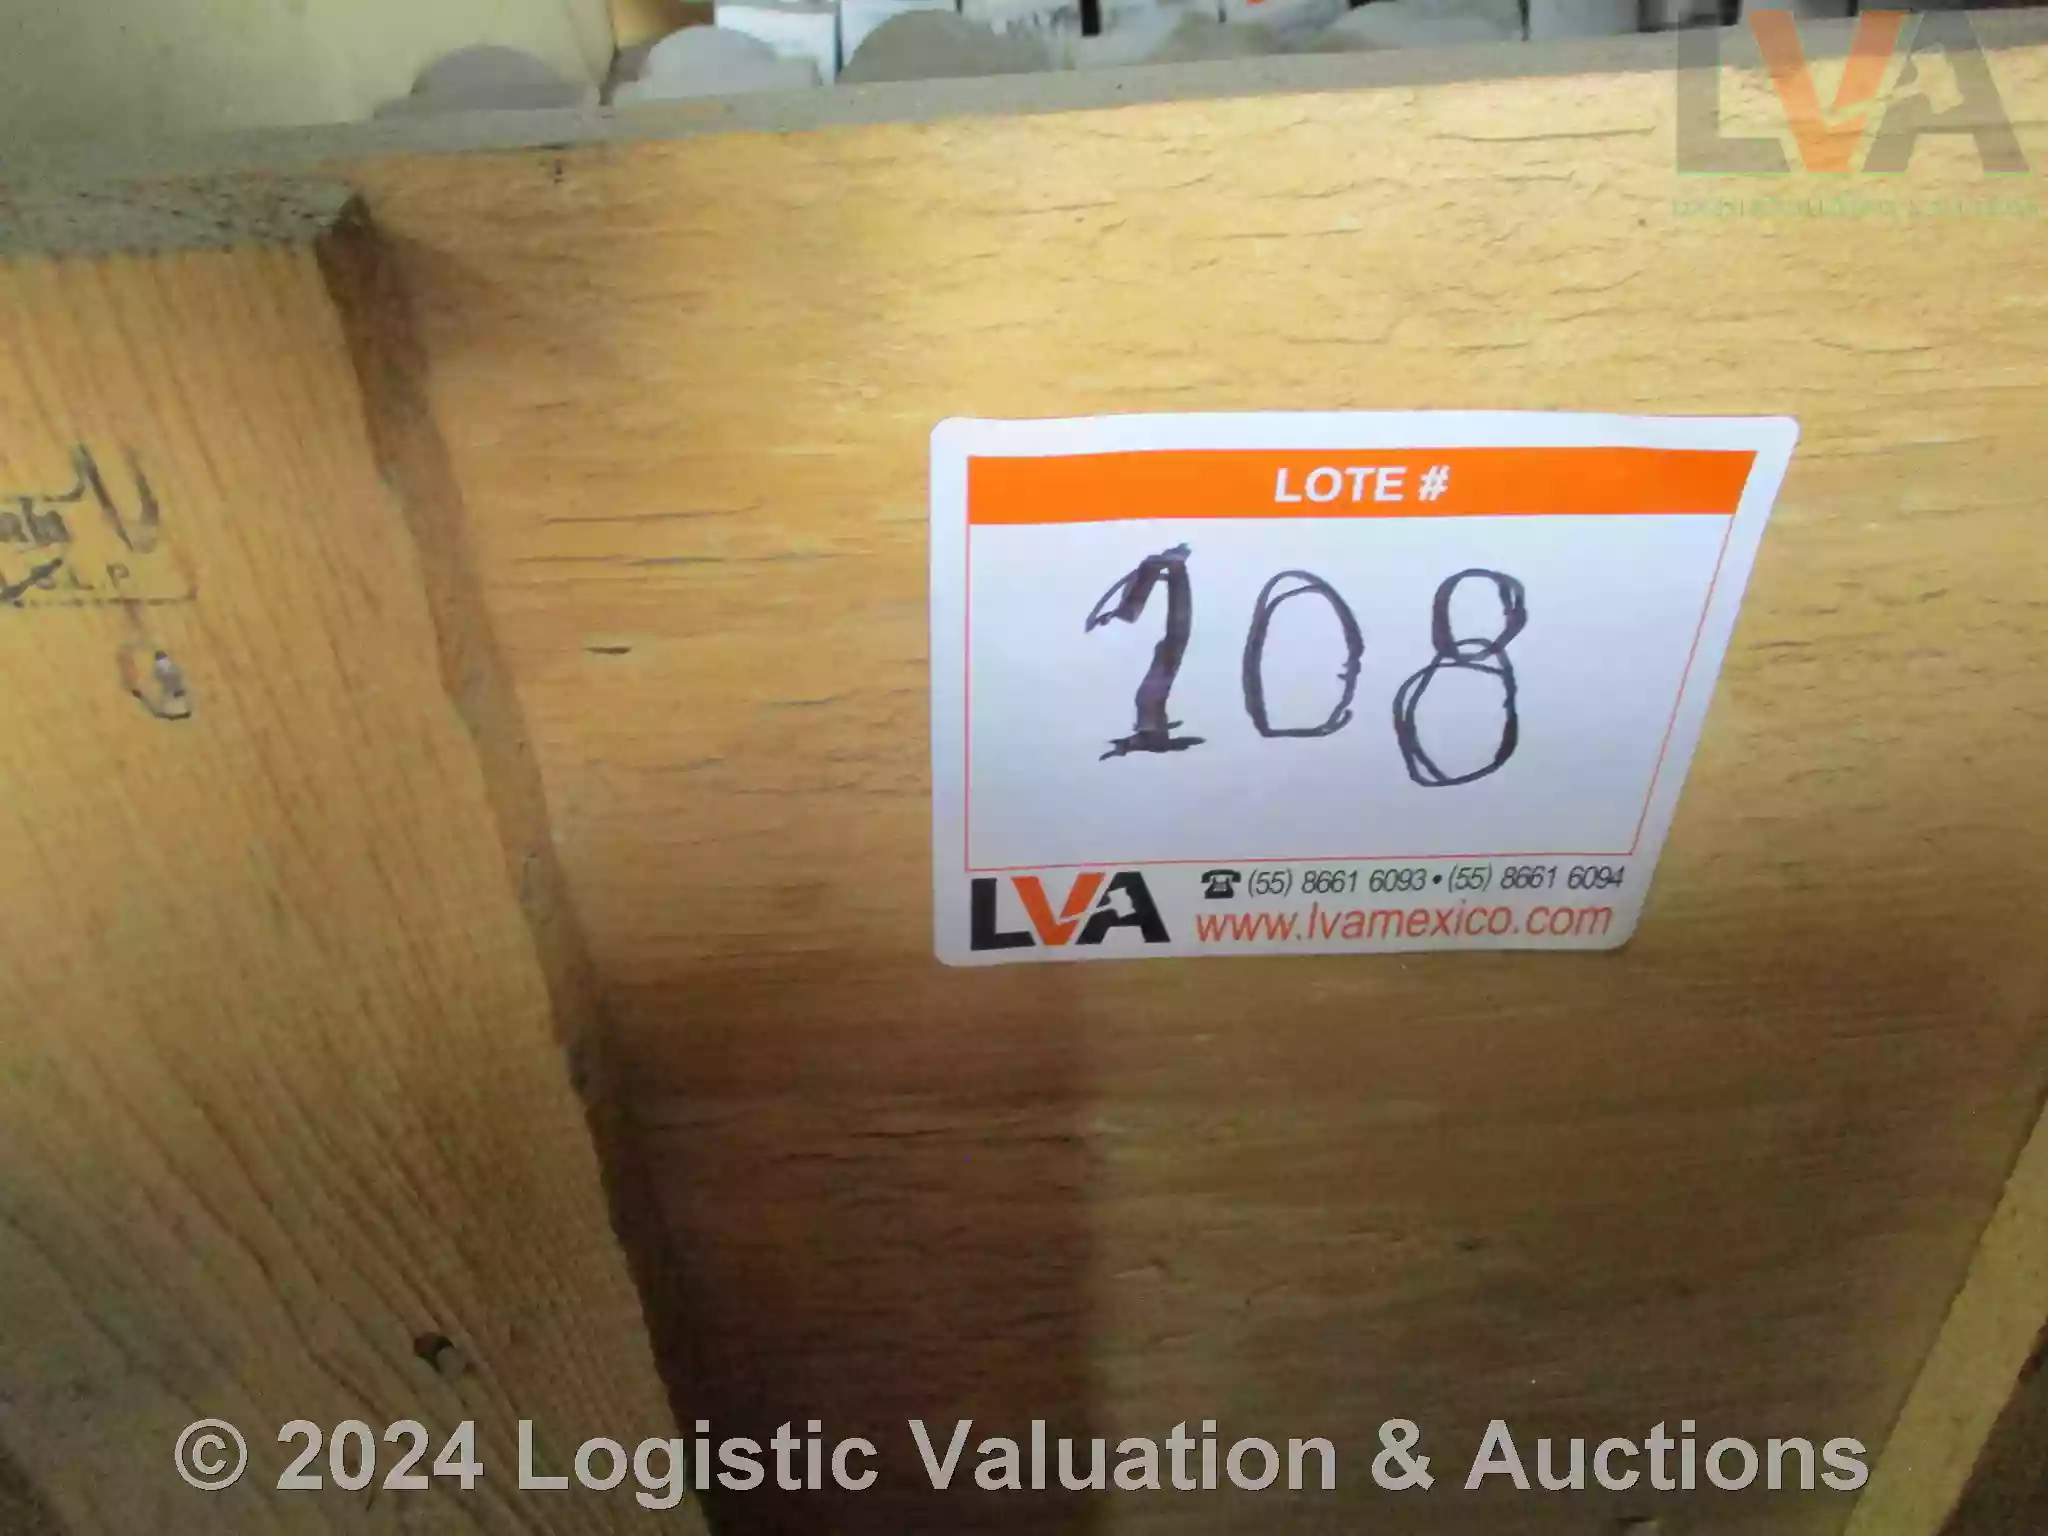 LVA
LOTE #
108
S.L.P
LVA
(55) 8661 6093 • (55) 8661 6094
www.lvamexico.com
© 2024 Logistic Valuation & Auctions